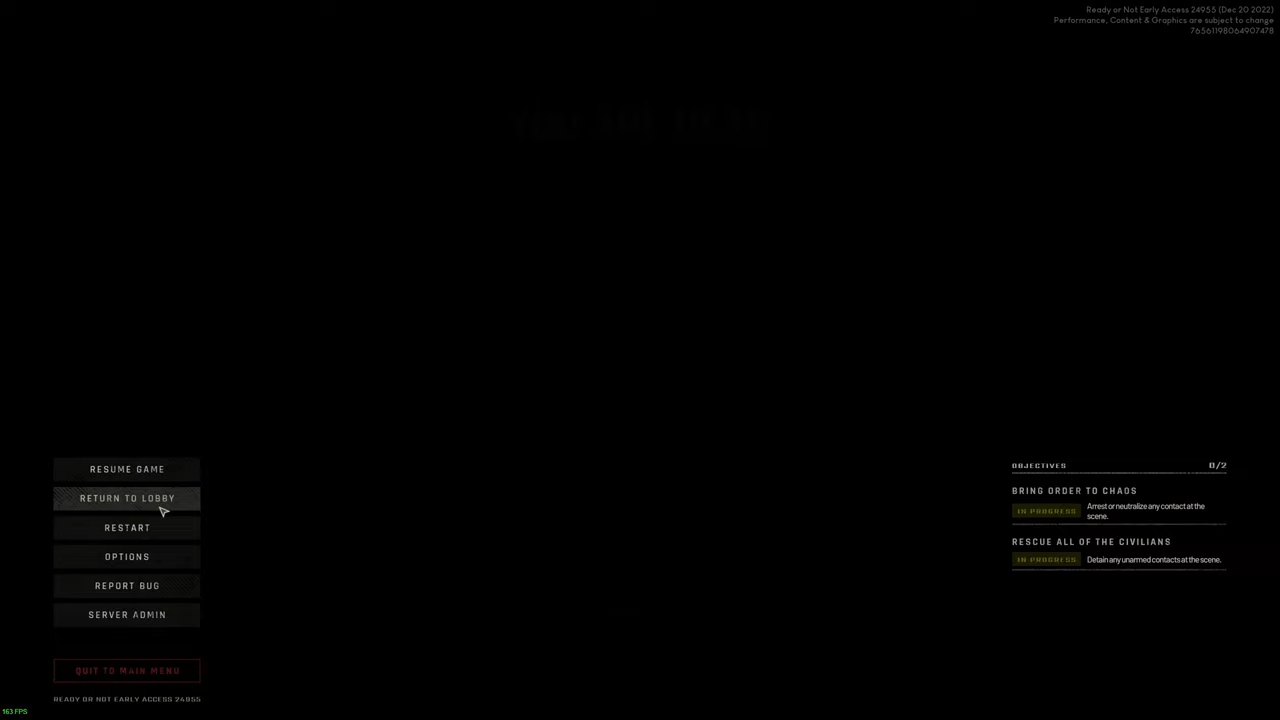 Ready or Not Early Access 24955 (Dec 20 2022)
Performance, Content & Graphics are subject to change
76561198064907478
RESUME GAME
RETURN TO LOBBY
RESTART
OPTIONS
REPORT BUG
SERVER ADMIN
QUIT TO MAIN MENU
READY OR NOT EARLY ACCESS 24955
163 FPS
OBJECTIVES 0/2
BRING ORDER TO CHAOS
IN PROGRESS Arrest or neutralize any contact at the
scene.
RESCUE ALL OF THE CIVILIANS
IN PROGRESS Detain any unarmed contacts at the scene.